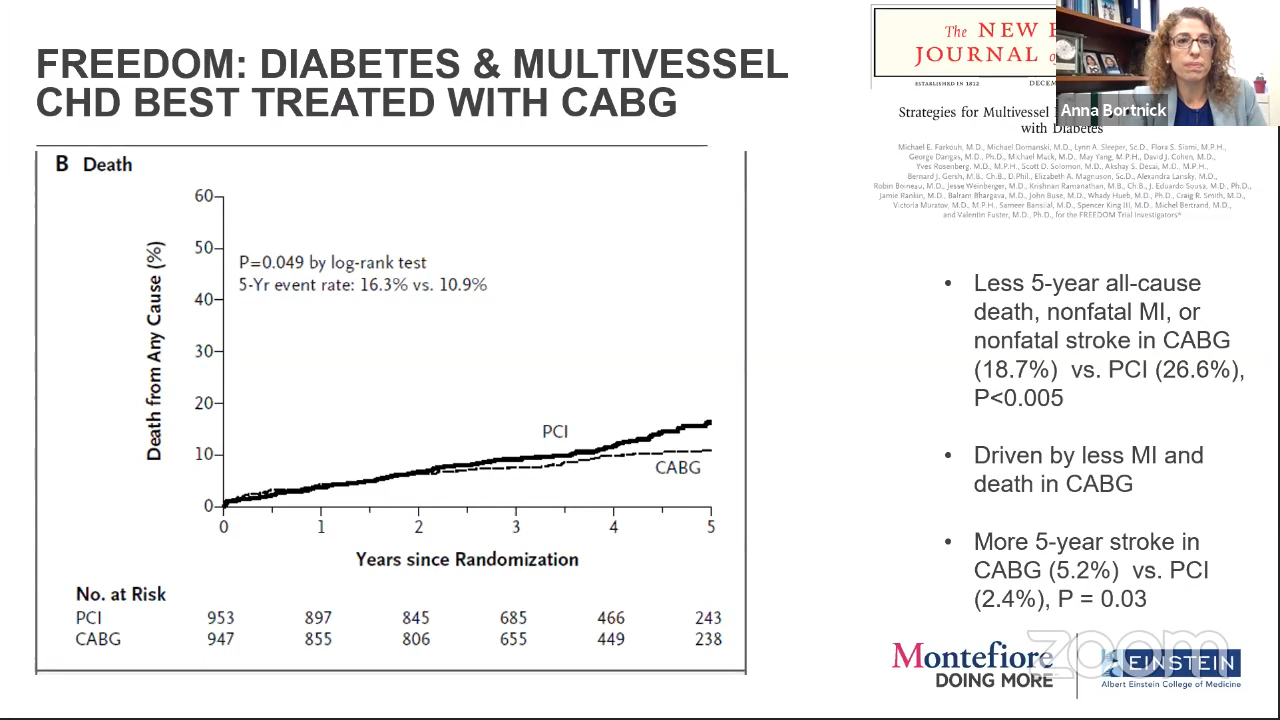 FREEDOM: DIABETES & MULTIVESSEL
CHD BEST TREATED WITH CABG
B Death
60
50
40
30
20
10
0
Death from Any Cause (%)
P=0.049 by log-rank test
5-Yr event rate: 16.3% vs. 10.9%
PCI
CABG
0 1 2 3 4 5
Years since Randomization
No. at Risk
PCI 953 897 845 685 466 243
CABG 947 855 806 655 449 238
The NEW
JOURNAL of
ESTABLISHED IN 1812
Anna Bortnick
Strategies for Multivessel
with Diabetes
Michael E. Farkouh, M.D., Michael Domanski, M.D., Lynn A. Sleeper, Sc.D., Flora S. Siami, M.P.H.,
George Dangas, M.D., Ph.D., Michael Mack, M.D., May Yang, M.P.H., David J. Cohen, M.D.,
Yves Rosenberg, M.D., M.P.H., Scott D. Solomon, M.D., Akshay S. Desai, M.D., M.P.H.,
Bernard J. Gersh, M.B., Ch.B., D.Phil., Elizabeth A. Magnuson, Sc.D., Alexandra Lansky, M.D.,
Robin Boineau, M.D., Jesse Weinberger, M.D., Krishnan Ramanathan, M.B., Ch.B., J. Eduardo Sousa, M.D., Ph.D.,
Jamie Rankin, M.D., Balram Bhargava, M.D., John Buse, M.D., Whady Hueb, M.D., Ph.D., Craig R. Smith, M.D.,
Victoria Muratov, M.D., M.P.H., Sameer Bansilal, M.D., Spencer King III, M.D., Michel Bertrand, M.D.,
and Valentin Fuster, M.D., Ph.D., for the FREEDOM Trial Investigators*
• Less 5-year all-cause
death, nonfatal MI, or
nonfatal stroke in CABG
(18.7%) vs. PCI (26.6%),
P<0.005
• Driven by less MI and
death in CABG
• More 5-year stroke in
CABG (5.2%) vs. PCI
(2.4%), P = 0.03
zoom
Montefiore
DOING MORE
EINSTEIN
Albert Einstein College of Medicine